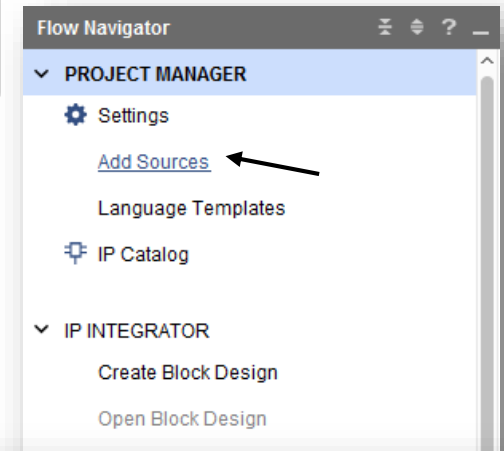 Flow Navigator ?
PROJECT MANAGER
Settings
Add Sources
Language Templates
IP Catalog
IP INTEGRATOR
Create Block Design
Open Block Design